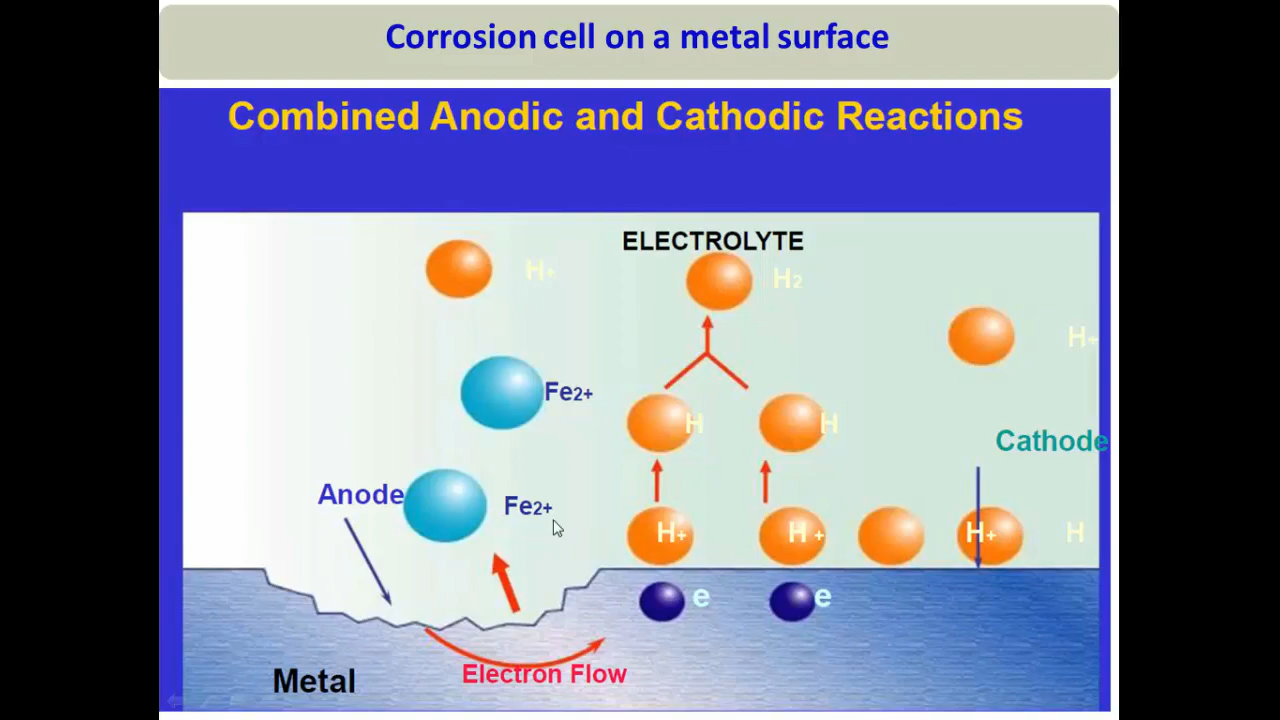 Corrosion cell on a metal surface
Combined Anodic and Cathodic Reactions
ELECTROLYTE
H+
H2
H+
Fe2+
H
H
Cathode
Anode
Fe2+
H+
H+
H+
H
e
e
Electron Flow
Metal